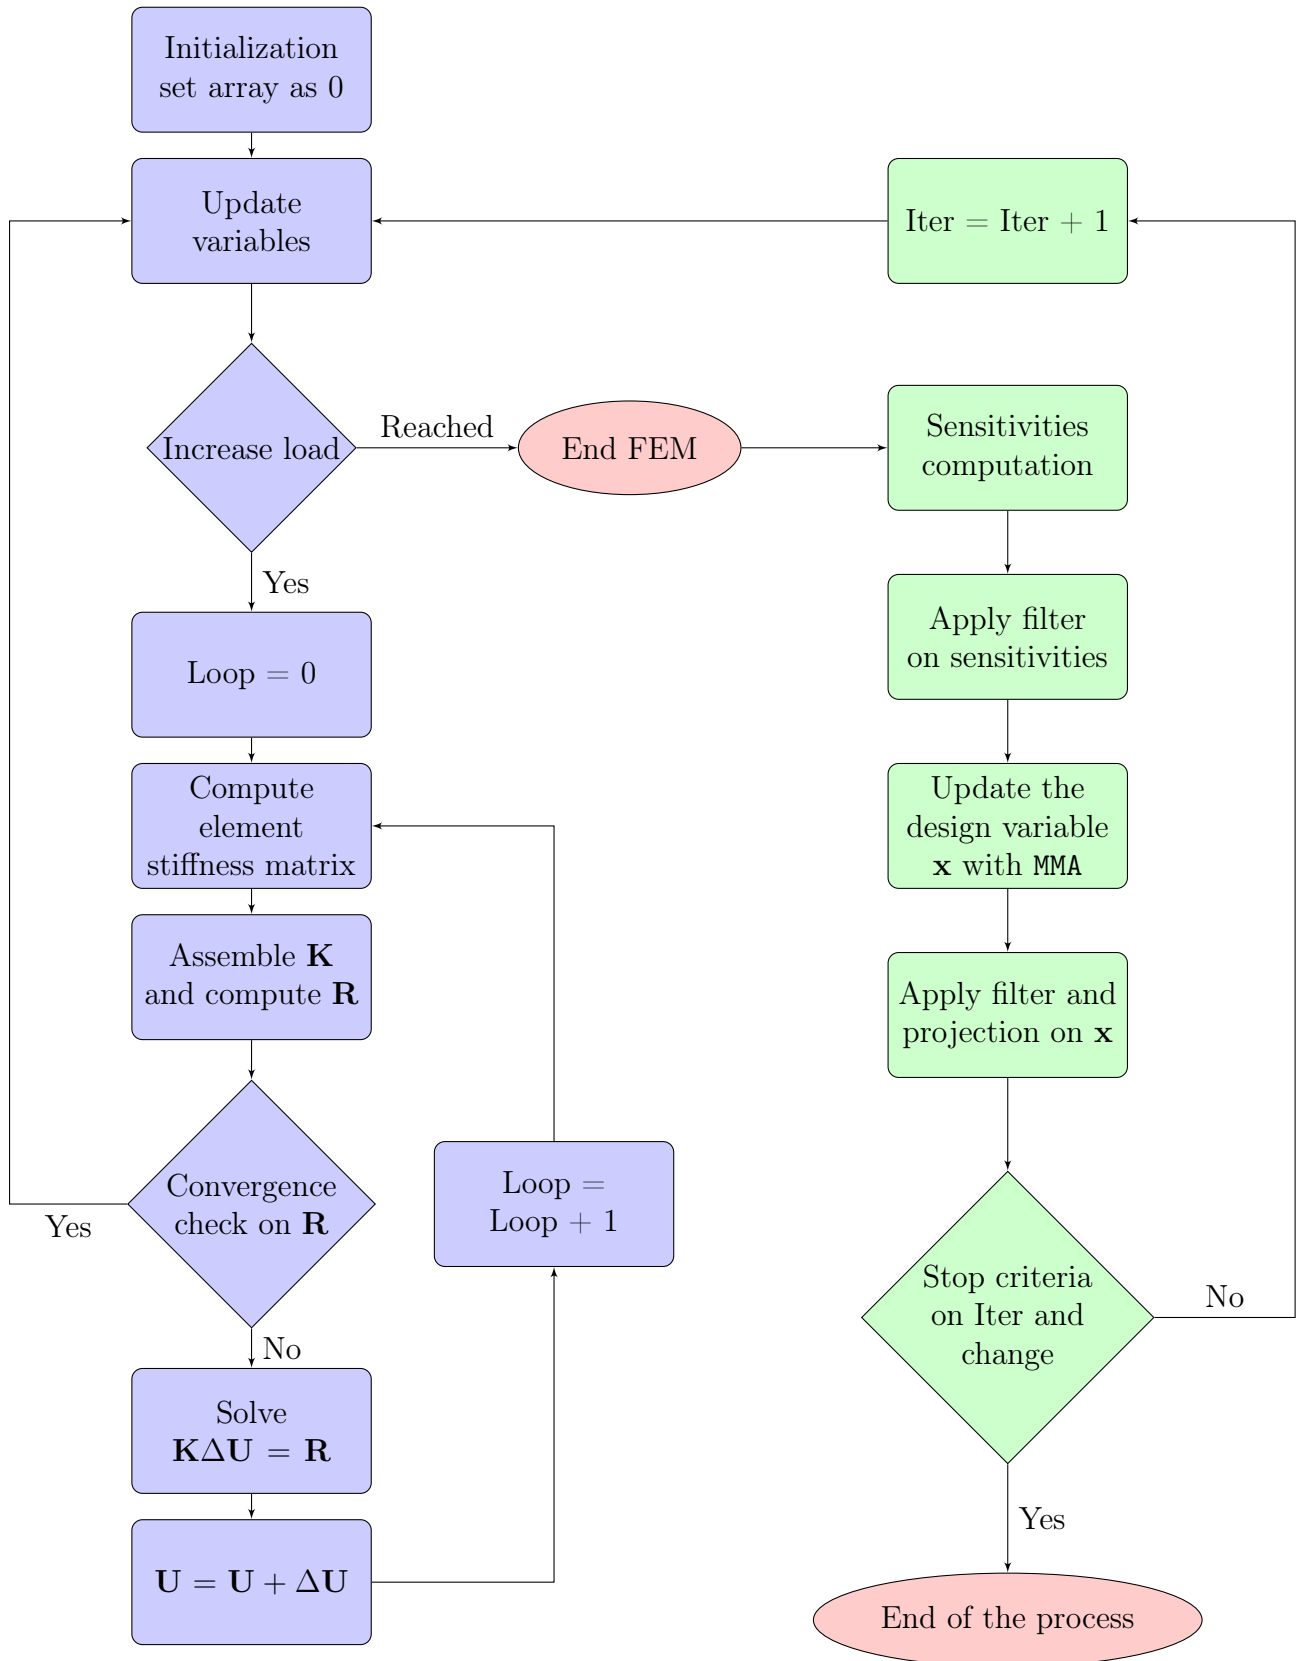 Initialization
set array as 0
Update
variables
Iter = Iter + 1
Increase load
Reached
End FEM
Sensitivities
computation
Yes
Apply filter
on sensitivities
Loop = 0
Compute
element
stiffness matrix
Update the
design variable
x with MMA
Assemble K
and compute R
Apply filter and
projection on x
Convergence
check on R
Yes
Loop =
Loop + 1
No
Stop criteria
on Iter and
change
No
Solve
KΔU = R
Yes
U = U + ΔU
End of the process